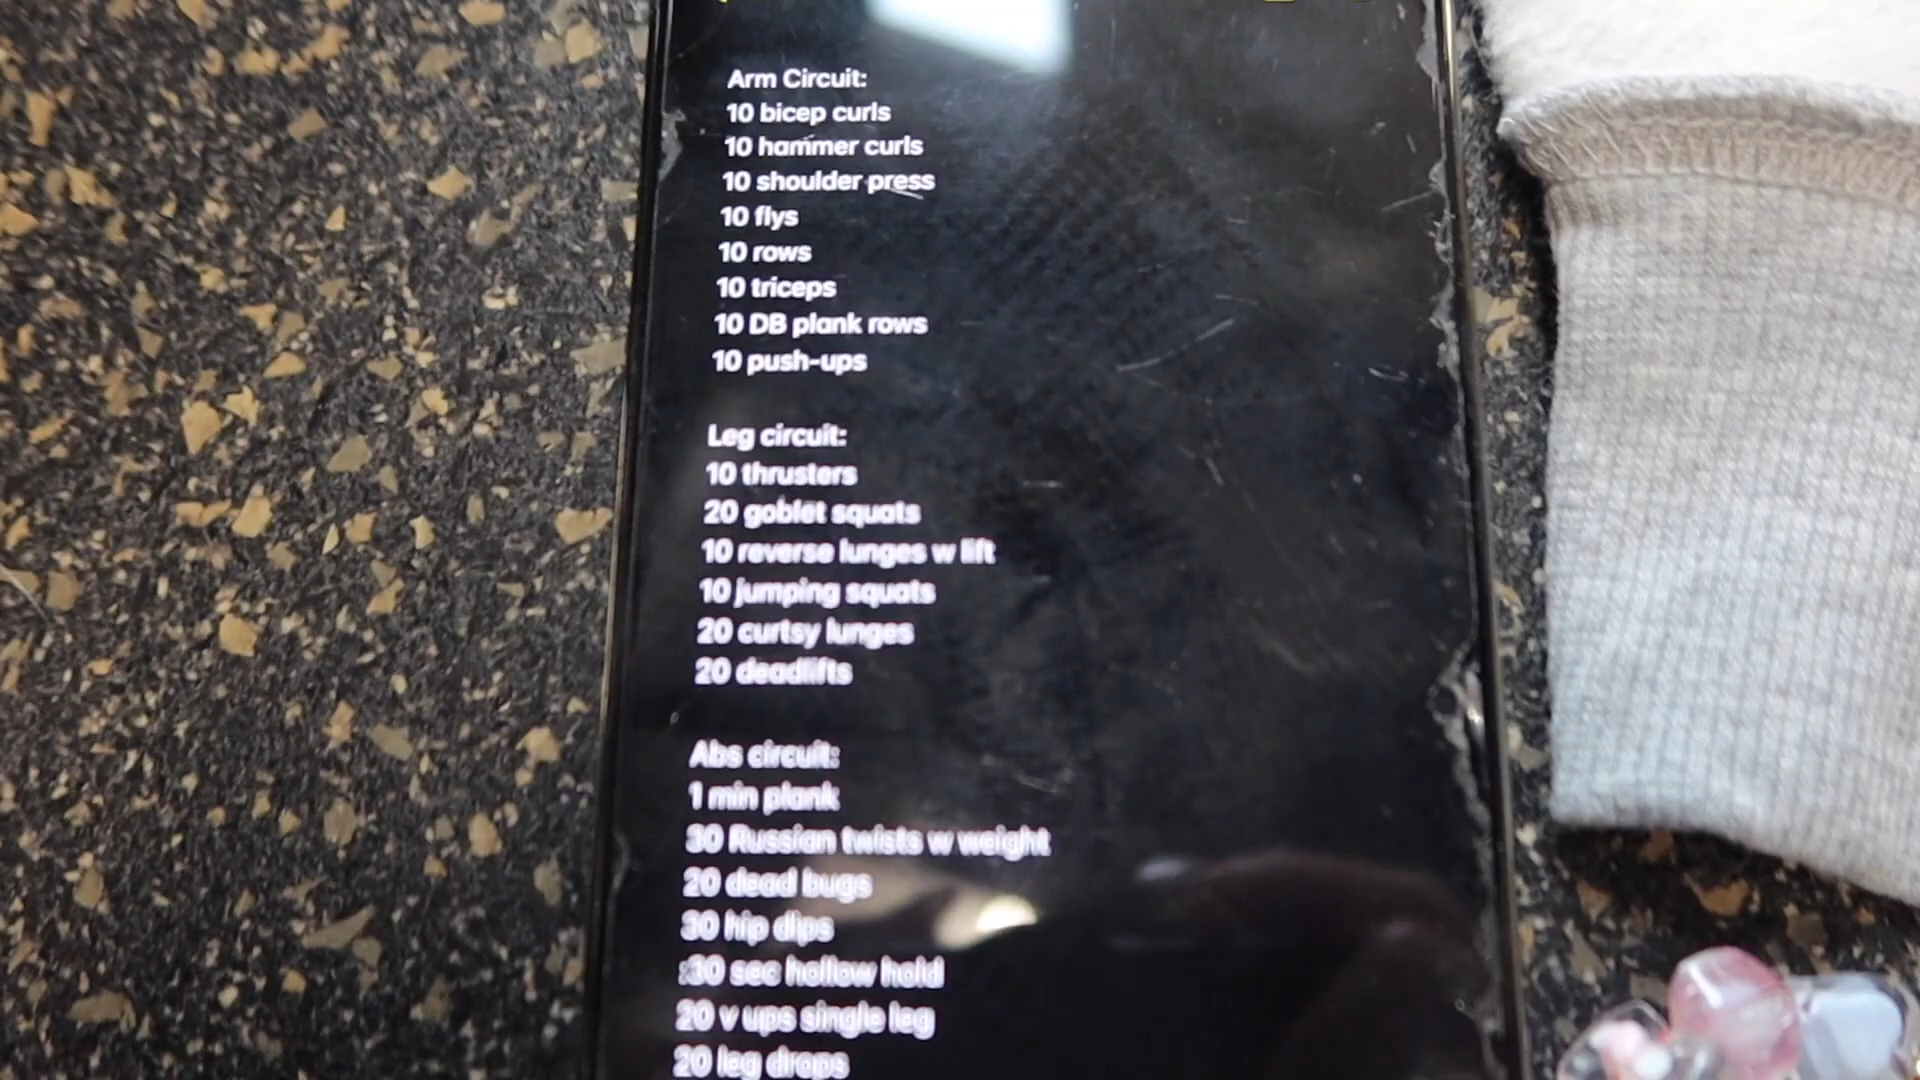 Arm Circuit:
10 bicep curls
10 hammer curls
10 shoulder press
10 flys
10 rows
10 triceps
10 DB plank rows
10 push-ups
Leg circuit:
10 thrusters
20 goblet squats
10 reverse lunges w lift
10 jumping squats
20 curtsy lunges
20 deadlifts
Abs circuit:
1 min plank
30 Russian twists w weight
20 dead bugs
30 hip dips
:30 sec hollow hold
20 v ups single leg
20 leg drops